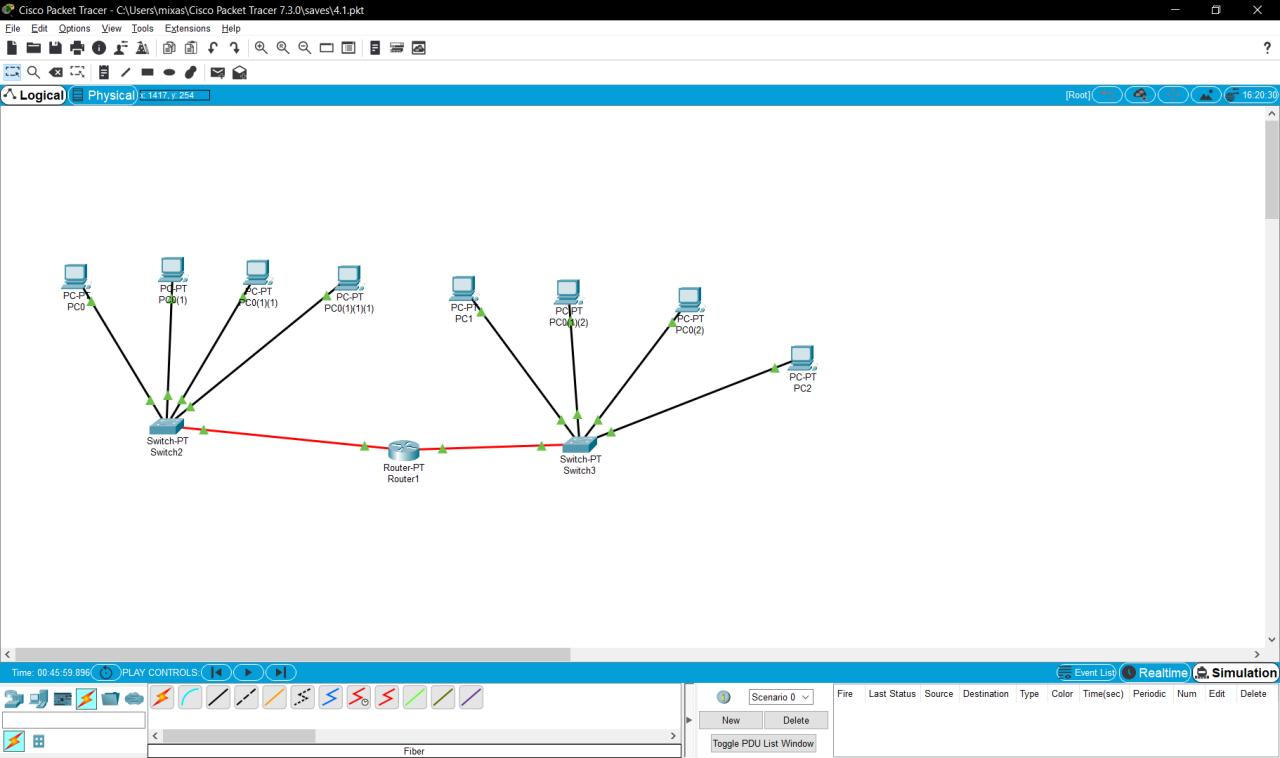 Cisco Packet Tracer - C:\Users\mixas\Cisco Packet Tracer 7.3.0\saves\4.1.pkt
File Edit Options View Tools Extensions Help
?
Logical Physical x: 1417, y: 254 [Root] 16:20:30
PC-PT
PC0
PC-PT
PC0(1)
PC-PT
PC0(1)(1)
PC-PT
PC0(1)(1)(1)
PC-PT
PC1
PC-PT
PC0(1)(2)
PC-PT
PC0(2)
PC-PT
PC2
Switch-PT
Switch2
Router-PT
Router1
Switch-PT
Switch3
Time: 00:45:59.896 PLAY CONTROLS: Event List Realtime Simulation
Scenario 0
New Delete
Toggle PDU List Window
Fire Last Status Source Destination Type Color Time(sec) Periodic Num Edit Delete
Fiber